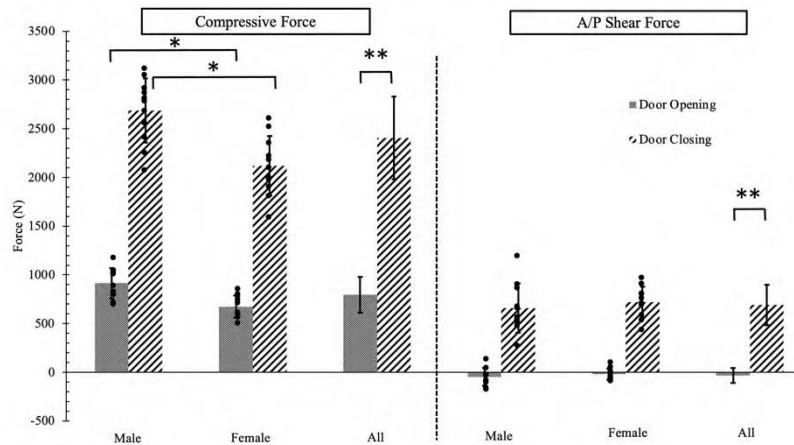 Compressive Force
A/P Shear Force
3500
3000
2500
2000
1500
1000
500
0
-500
Force (N)
*
*
**
**
Door Opening
Door Closing
Male
Female
All
Male
Female
All